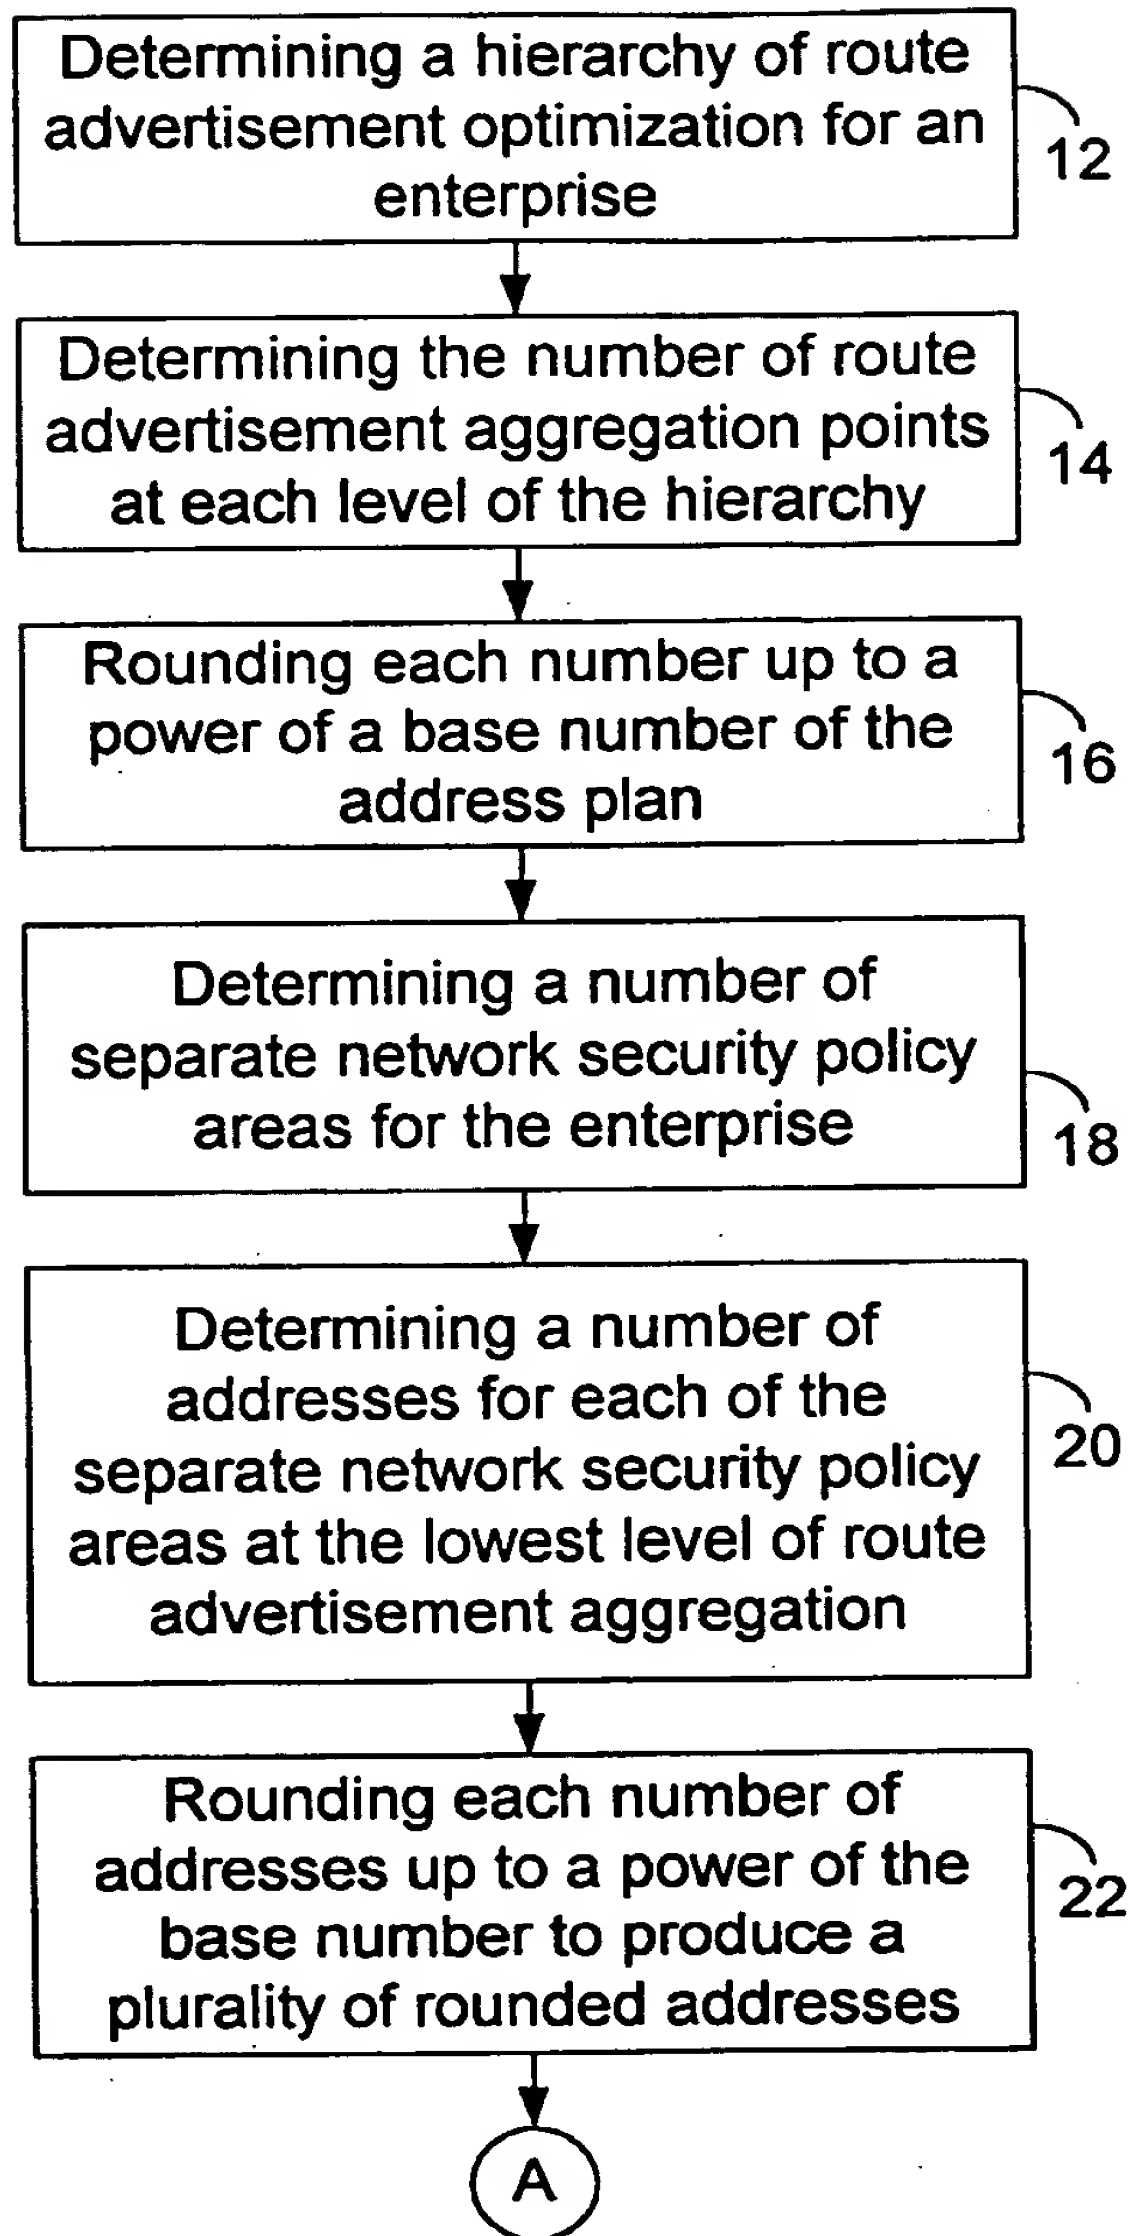 Determining a hierarchy of route
advertisement optimization for an
enterprise
12
Determining the number of route
advertisement aggregation points
at each level of the hierarchy
14
Rounding each number up to a
power of a base number of the
address plan
16
Determining a number of
separate network security policy
areas for the enterprise
18
Determining a number of
addresses for each of the
separate network security policy
areas at the lowest level of route
advertisement aggregation
20
Rounding each number of
addresses up to a power of the
base number to produce a
plurality of rounded addresses
22
A